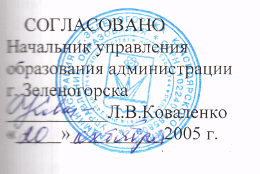 СОГЛАСОВАНО
Начальник управления
образования администрации
г. Зеленогорска
Л.В.Коваленко
«10» октября 2005 г.